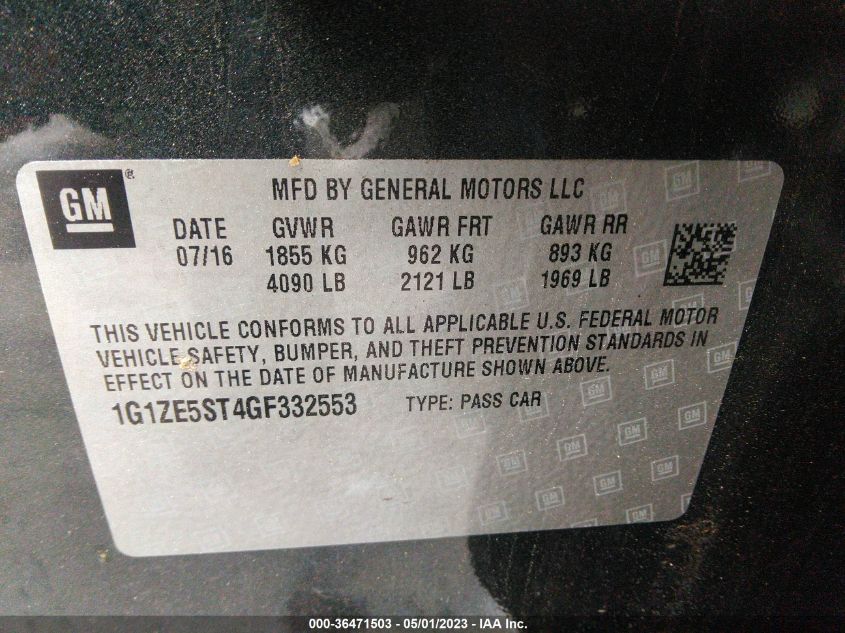 GM®
MFD BY GENERAL MOTORS LLC
DATE GVWR GAWR FRT GAWR RR
07/16 1855 KG 962 KG 893 KG
4090 LB 2121 LB 1969 LB
THIS VEHICLE CONFORMS TO ALL APPLICABLE U.S. FEDERAL MOTOR
VEHICLE SAFETY, BUMPER, AND THEFT PREVENTION STANDARDS IN
EFFECT ON THE DATE OF MANUFACTURE SHOWN ABOVE.
1G1ZE5ST4GF332553 TYPE: PASS CAR
000-36471503 - 05/01/2023 - IAA Inc.